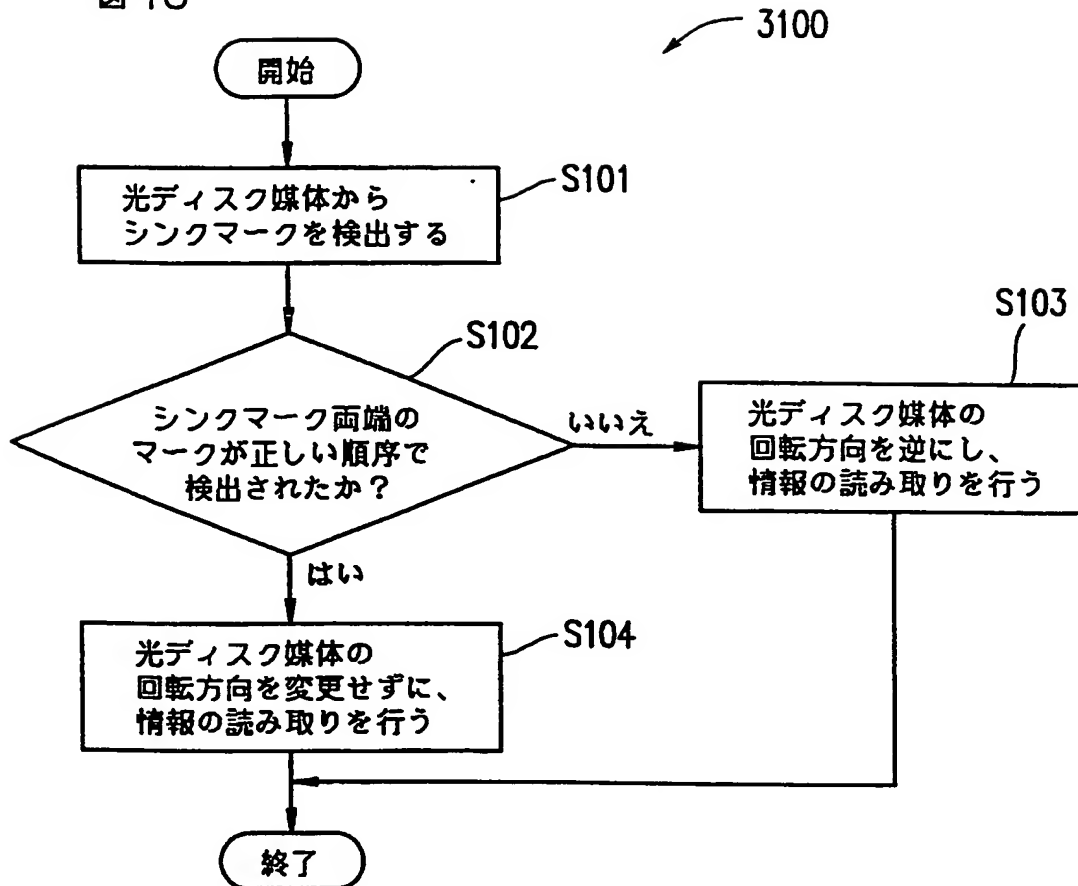 3100
開始
光ディスク媒体から
シンクマークを検出する
S101
S102
シンクマーク両端の
マークが正しい順序で
検出されたか？
いいえ
S103
光ディスク媒体の
回転方向を逆にし、
情報の読み取りを行う
はい
S104
光ディスク媒体の
回転方向を変更せずに、
情報の読み取りを行う
終了